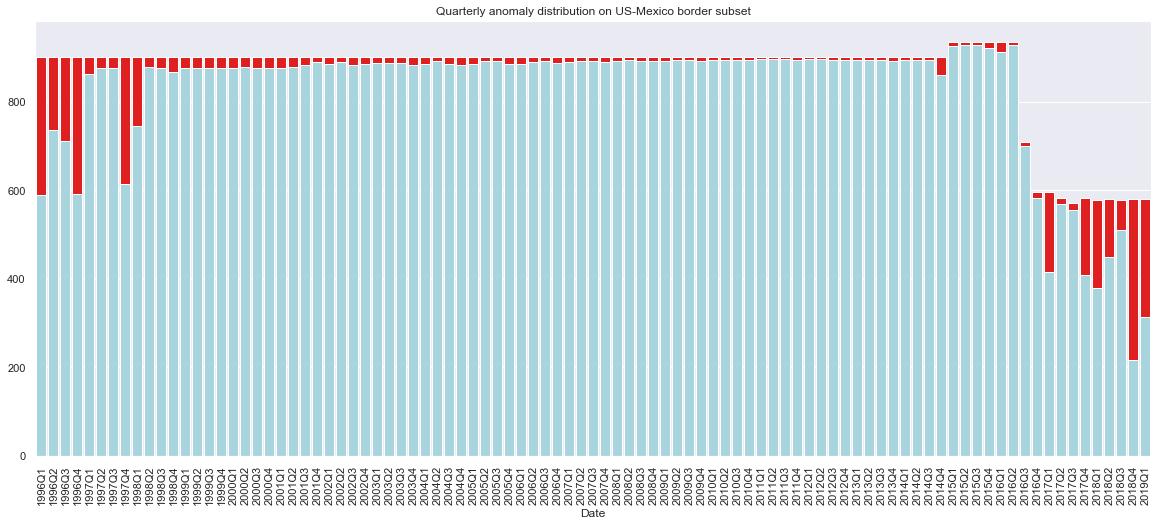 Quarterly anomaly distribution on US-Mexico border subset
800
600
400
200
0
1996Q1
1996Q2
1996Q3
1996Q4
1997Q1
1997Q2
1997Q3
1997Q4
1998Q1
1998Q2
1998Q3
1998Q4
1999Q1
1999Q2
1999Q3
1999Q4
2000Q1
2000Q2
2000Q3
2000Q4
2001Q1
2001Q2
2001Q3
2001Q4
2002Q1
2002Q2
2002Q3
2002Q4
2003Q1
2003Q2
2003Q3
2003Q4
2004Q1
2004Q2
2004Q3
2004Q4
2005Q1
2005Q2
2005Q3
2005Q4
2006Q1
2006Q2
2006Q3
2006Q4
2007Q1
2007Q2
2007Q3
2007Q4
2008Q1
2008Q2
2008Q3
2008Q4
2009Q1
2009Q2
2009Q3
2009Q4
2010Q1
2010Q2
2010Q3
2010Q4
2011Q1
2011Q2
2011Q3
2011Q4
2012Q1
2012Q2
2012Q3
2012Q4
2013Q1
2013Q2
2013Q3
2013Q4
2014Q1
2014Q2
2014Q3
2014Q4
2015Q1
2015Q2
2015Q3
2015Q4
2016Q1
2016Q2
2016Q3
2016Q4
2017Q1
2017Q2
2017Q3
2017Q4
2018Q1
2018Q2
2018Q3
2018Q4
2019Q1
Date